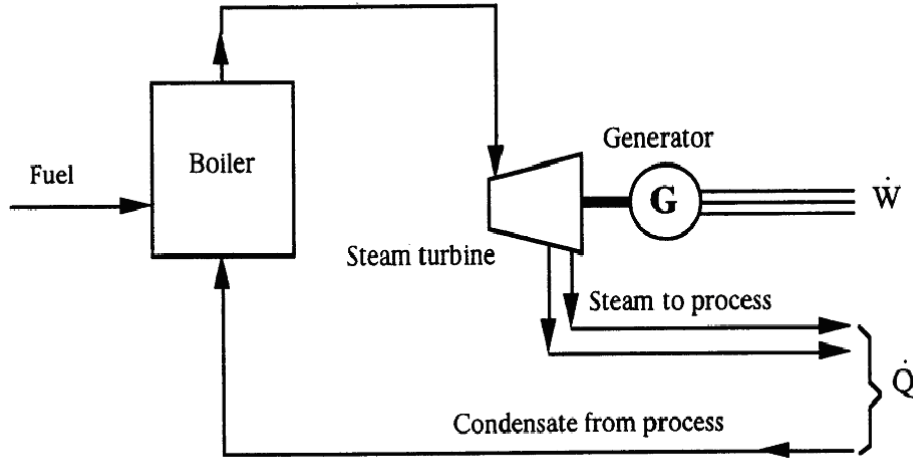 Generator
Boiler
Fuel
G
Ẇ
Steam turbine
Steam to process
Q̇
Condensate from process